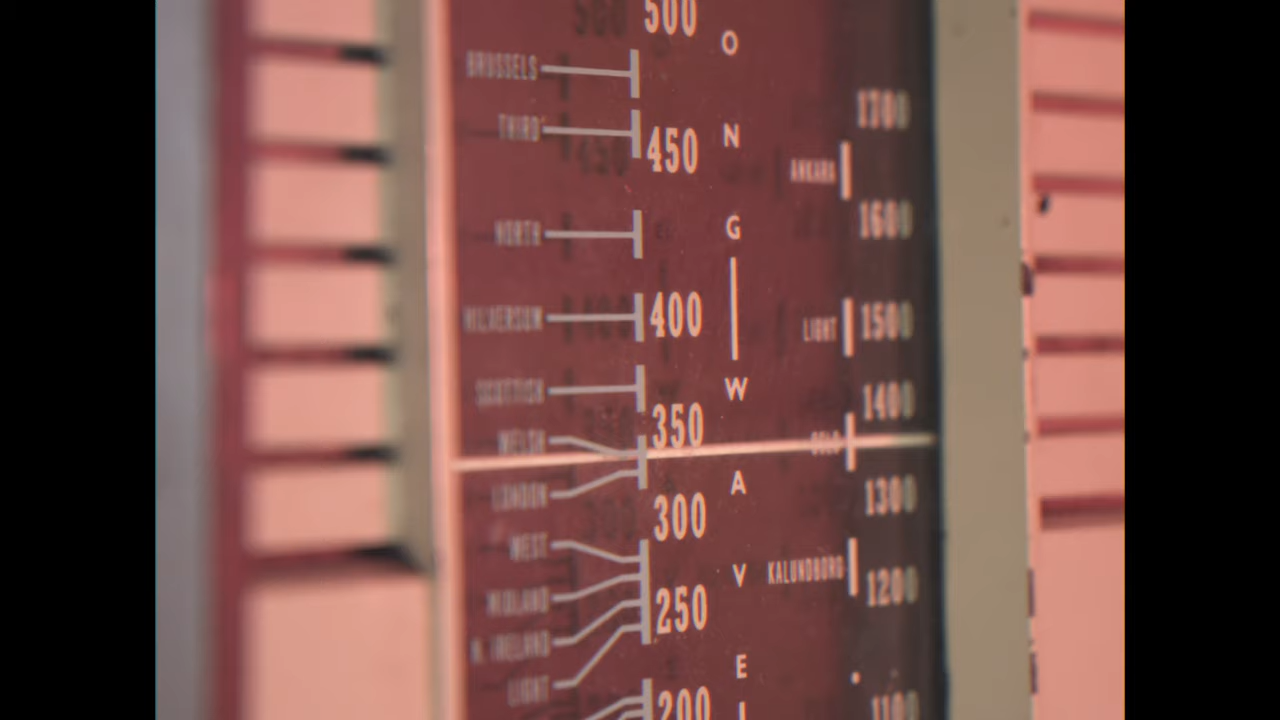 500
O
BRUSSELS
THIRD
450
N
1700
ANKARA
NORTH
G
1600
HILVERSUM
400
LIGHT
1500
SCOTTISH
W
1400
WELSH
350
OSLO
LONDON
A
1300
300
WEST
V
KALUNDBORG
1200
MIDLAND
250
N. IRELAND
LIGHT
E
200
1100